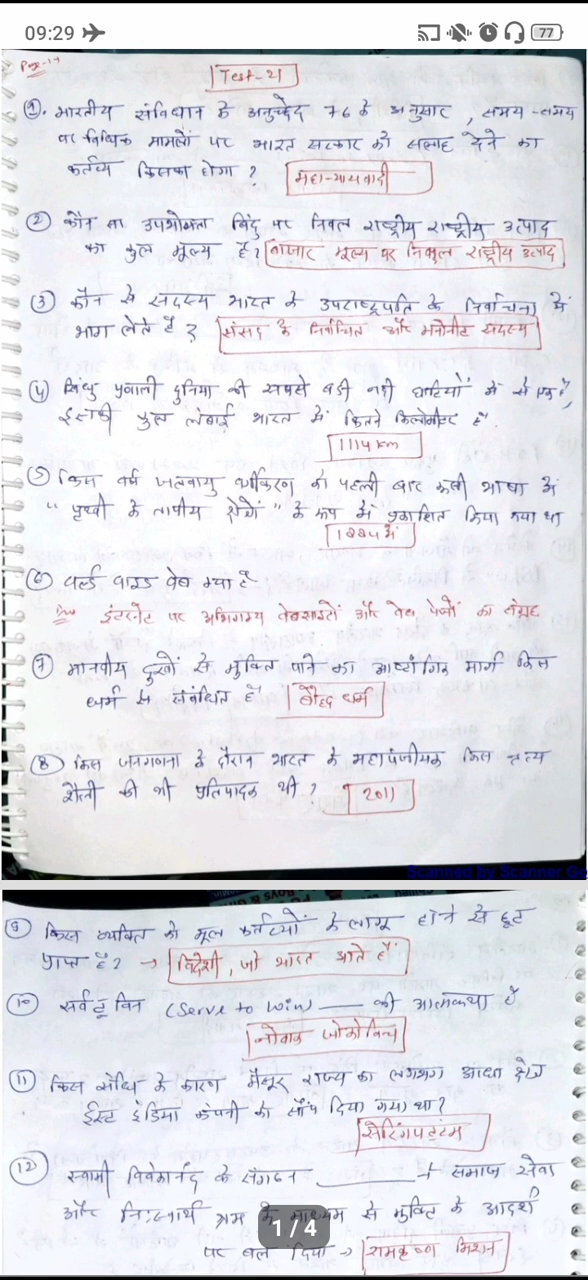 09:29
77
Page-14
Test-21
①. भारतीय संविधान के अनुच्छेद 76 के अनुसार, समय-समय
पर विधिक मामलों पर भारत सरकार को सलाह देने का
कर्तव्य किसका होगा? महा-न्यायवादी
② कौन सा उपभोक्ता बिंदु पर निवल राष्ट्रीय राष्ट्रीय उत्पाद
का कुल मूल्य है? बाजार मूल्य पर निवल राष्ट्रीय उत्पाद
③ कौन से सदस्य भारत के उपराष्ट्रपति के निर्वाचन में
भाग लेते हैं? संसद के निर्वाचित और मनोनीत सदस्य
④ सिंधु प्रणाली दुनिया की सबसे बड़ी नदी घाटियों में से एक है,
इसकी कुल लंबाई भारत में कितने किलोमीटर है
1114 km
⑤ किस वर्ष जलवायु वर्गीकरण को पहली बार भाषा में
"पृथ्वी के तापीय क्षेत्रों" के रूप में प्रकाशित किया गया था
1884 में
⑥ वर्ल्ड वाइड वेब क्या है
इंटरनेट पर अभिगम्य वेबसाइटों और वेब पेजों का संग्रह
⑦ मानवीय दुखों से मुक्ति पाने का आष्टांगिक मार्ग किस
धर्म से संबंधित है। बौद्ध धर्म
⑧ किस जनगणना के दौरान भारत के महापंजीयक किस नृत्य
शैली की भी प्रतिपादक थी? 2011
Scanned by Scanner Go
⑨ किस व्यक्ति को मूल कर्तव्यों के लागू होने से छूट
प्राप्त है? → विदेशी, जो भारत आते हैं
⑩ सर्व टू विन (Serve to win) ___ की आत्मकथा है
नोवाक जोकोविच
⑪ किस संधि के कारण मैसूर राज्य का लगभग आधा क्षेत्र
ईस्ट इंडिया कंपनी को सौंप दिया गया था?
सेरिंगपट्टम
⑫ स्वामी विवेकानंद के संगठन ______ ने समाज सेवा
और निःस्वार्थ श्रम के माध्यम से मुक्ति के आदर्श
पर बल दिया → रामकृष्ण मिशन
1/4